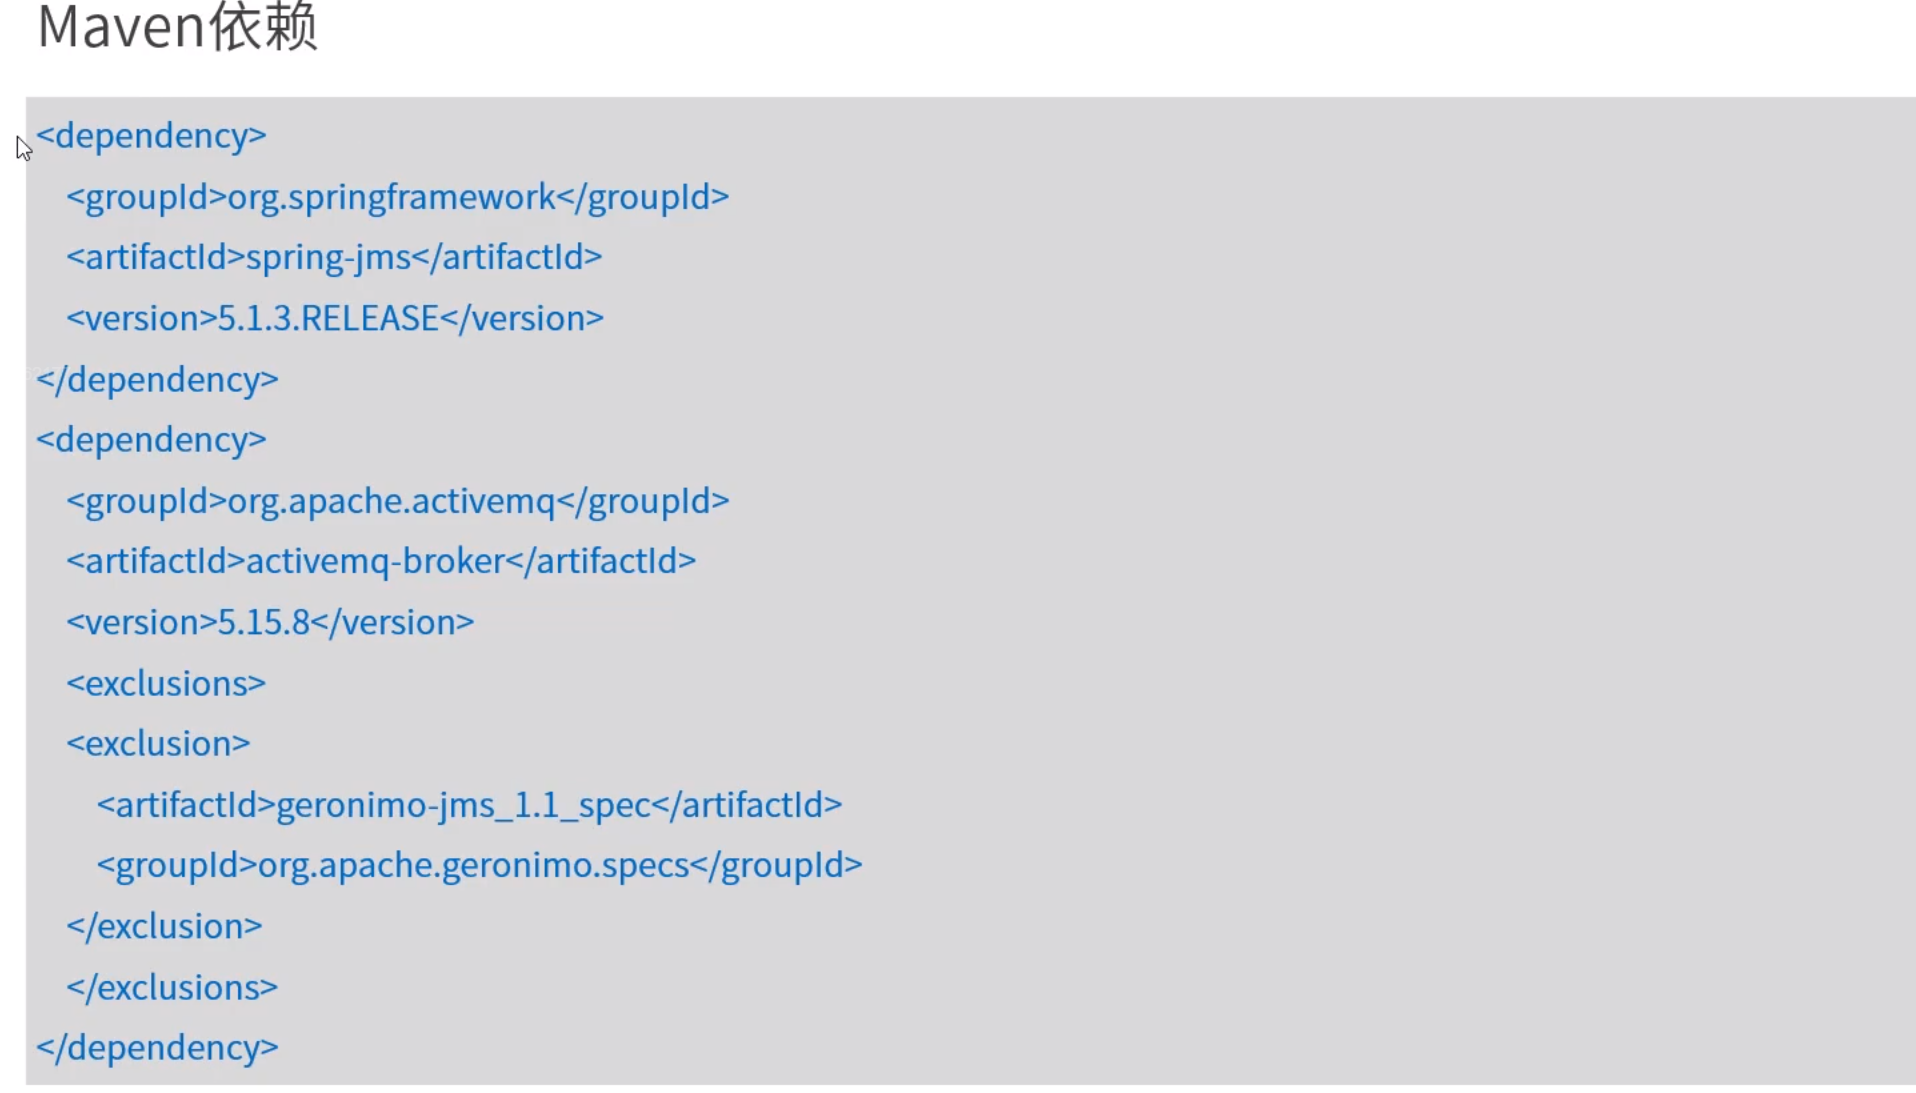 Maven依赖
<dependency>
<groupId>org.springframework</groupId>
<artifactId>spring-jms</artifactId>
<version>5.1.3.RELEASE</version>
</dependency>
<dependency>
<groupId>org.apache.activemq</groupId>
<artifactId>activemq-broker</artifactId>
<version>5.15.8</version>
<exclusions>
<exclusion>
<artifactId>geronimo-jms_1.1_spec</artifactId>
<groupId>org.apache.geronimo.specs</groupId>
</exclusion>
</exclusions>
</dependency>